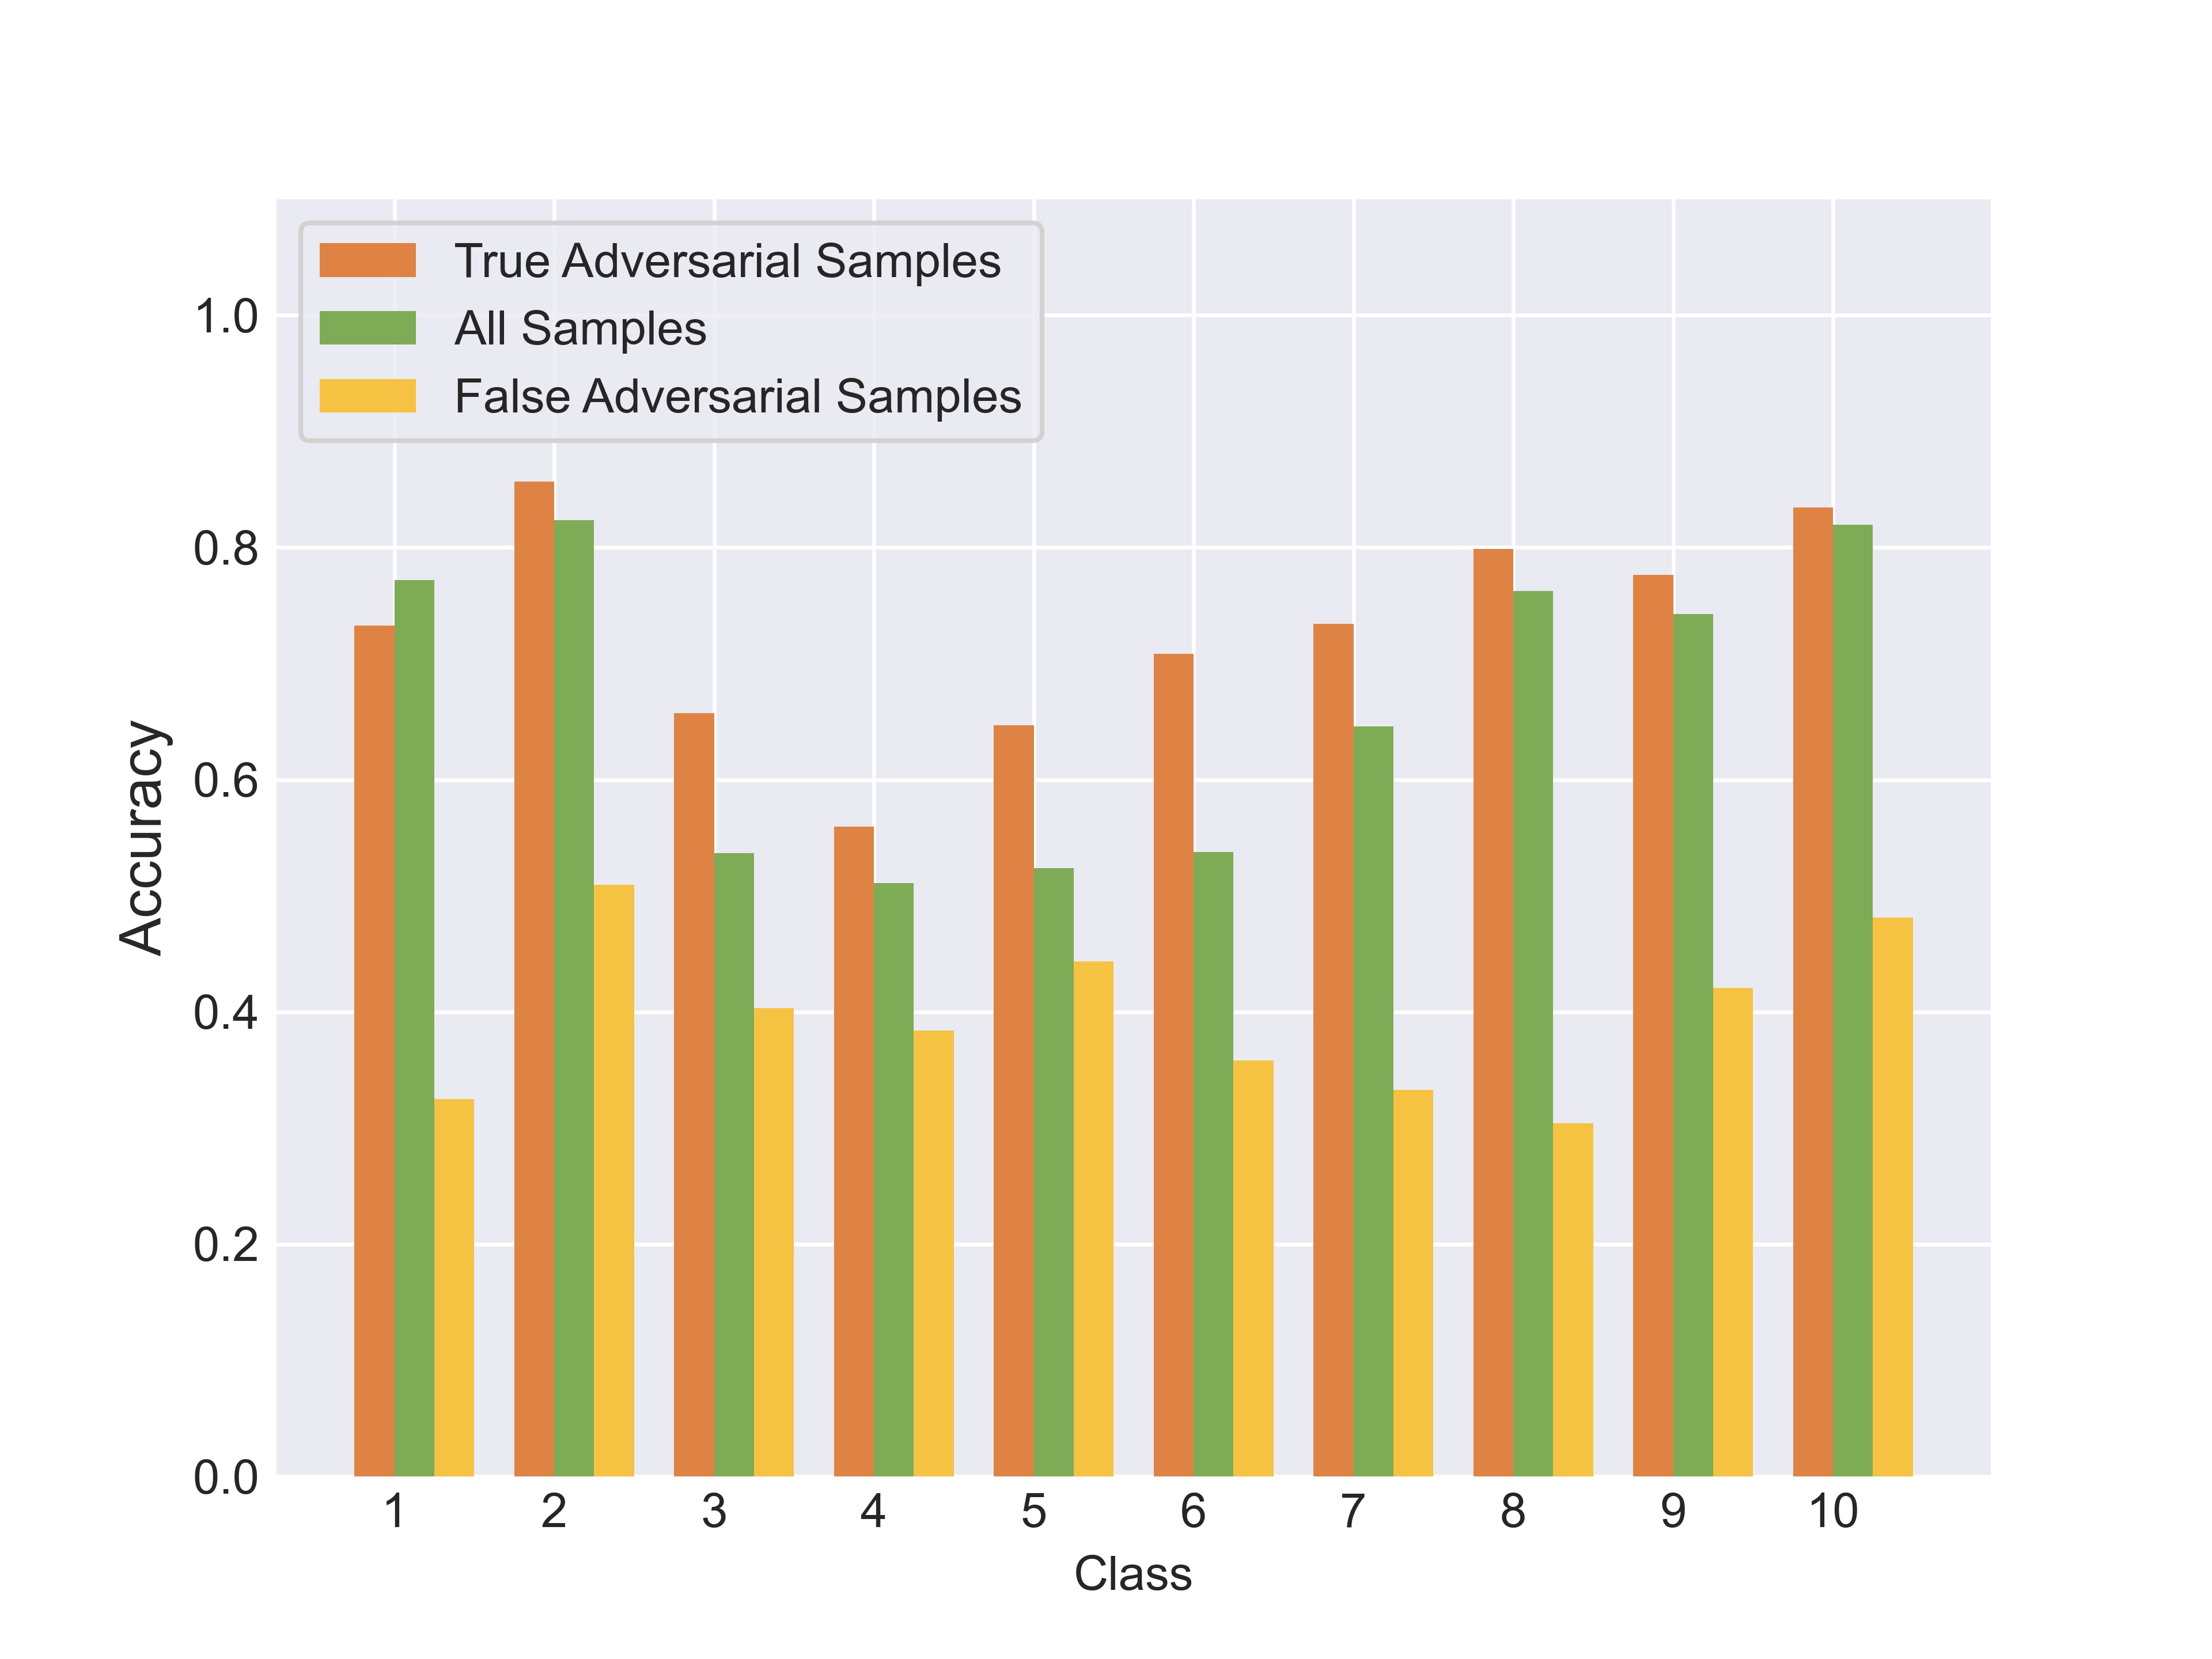 True Adversarial Samples
All Samples
False Adversarial Samples
1.0
0.8
0.6
0.4
0.2
0.0
Accuracy
1 2 3 4 5 6 7 8 9 10
Class